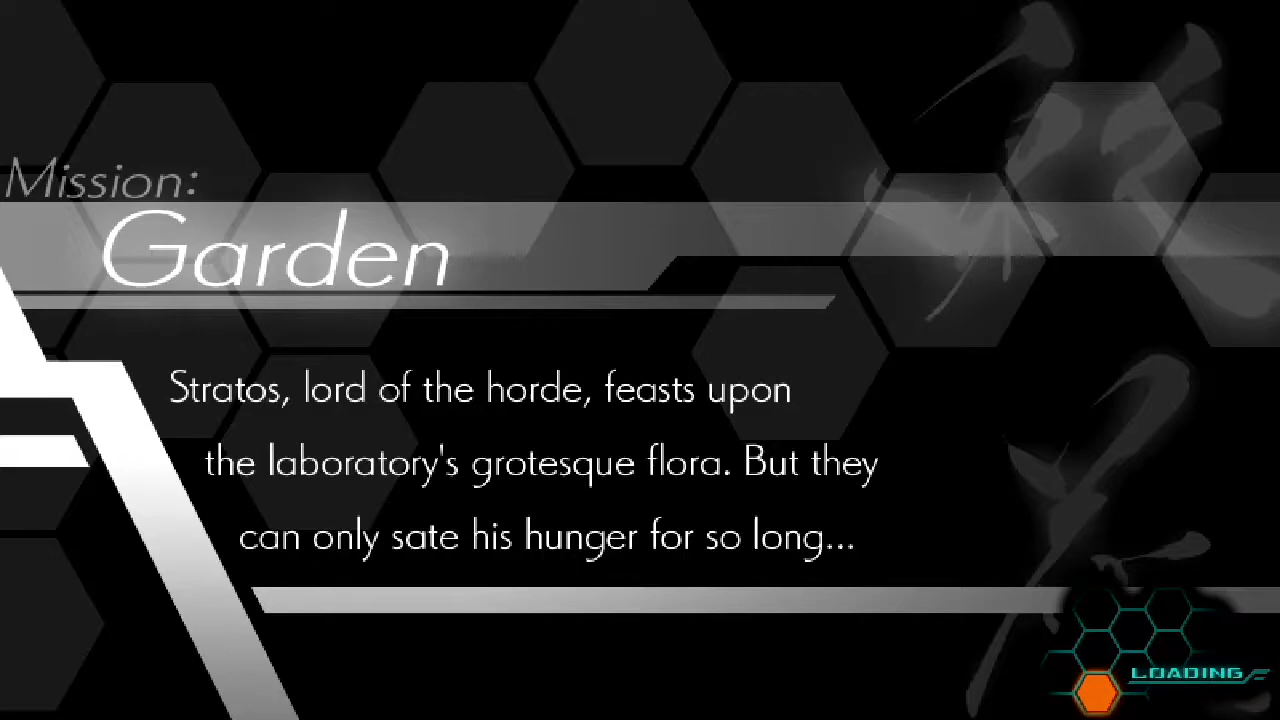 Mission:
Garden
Stratos, lord of the horde, feasts upon
the laboratory's grotesque flora. But they
can only sate his hunger for so long...
LOADING